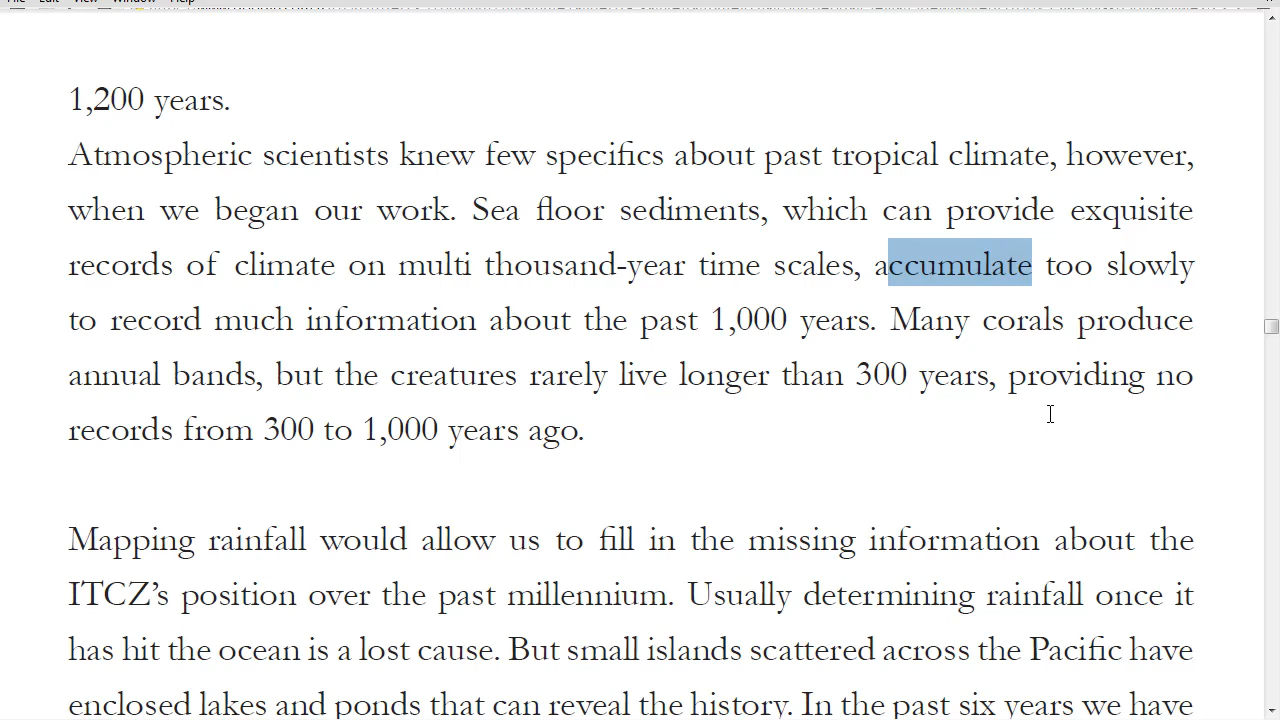 File Edit View Window Help
1,200 years.
Atmospheric scientists knew few specifics about past tropical climate, however,
when we began our work. Sea floor sediments, which can provide exquisite
records of climate on multi thousand-year time scales, accumulate too slowly
to record much information about the past 1,000 years. Many corals produce
annual bands, but the creatures rarely live longer than 300 years, providing no
records from 300 to 1,000 years ago.
Mapping rainfall would allow us to fill in the missing information about the
ITCZ’s position over the past millennium. Usually determining rainfall once it
has hit the ocean is a lost cause. But small islands scattered across the Pacific have
enclosed lakes and ponds that can reveal the history. In the past six years we have